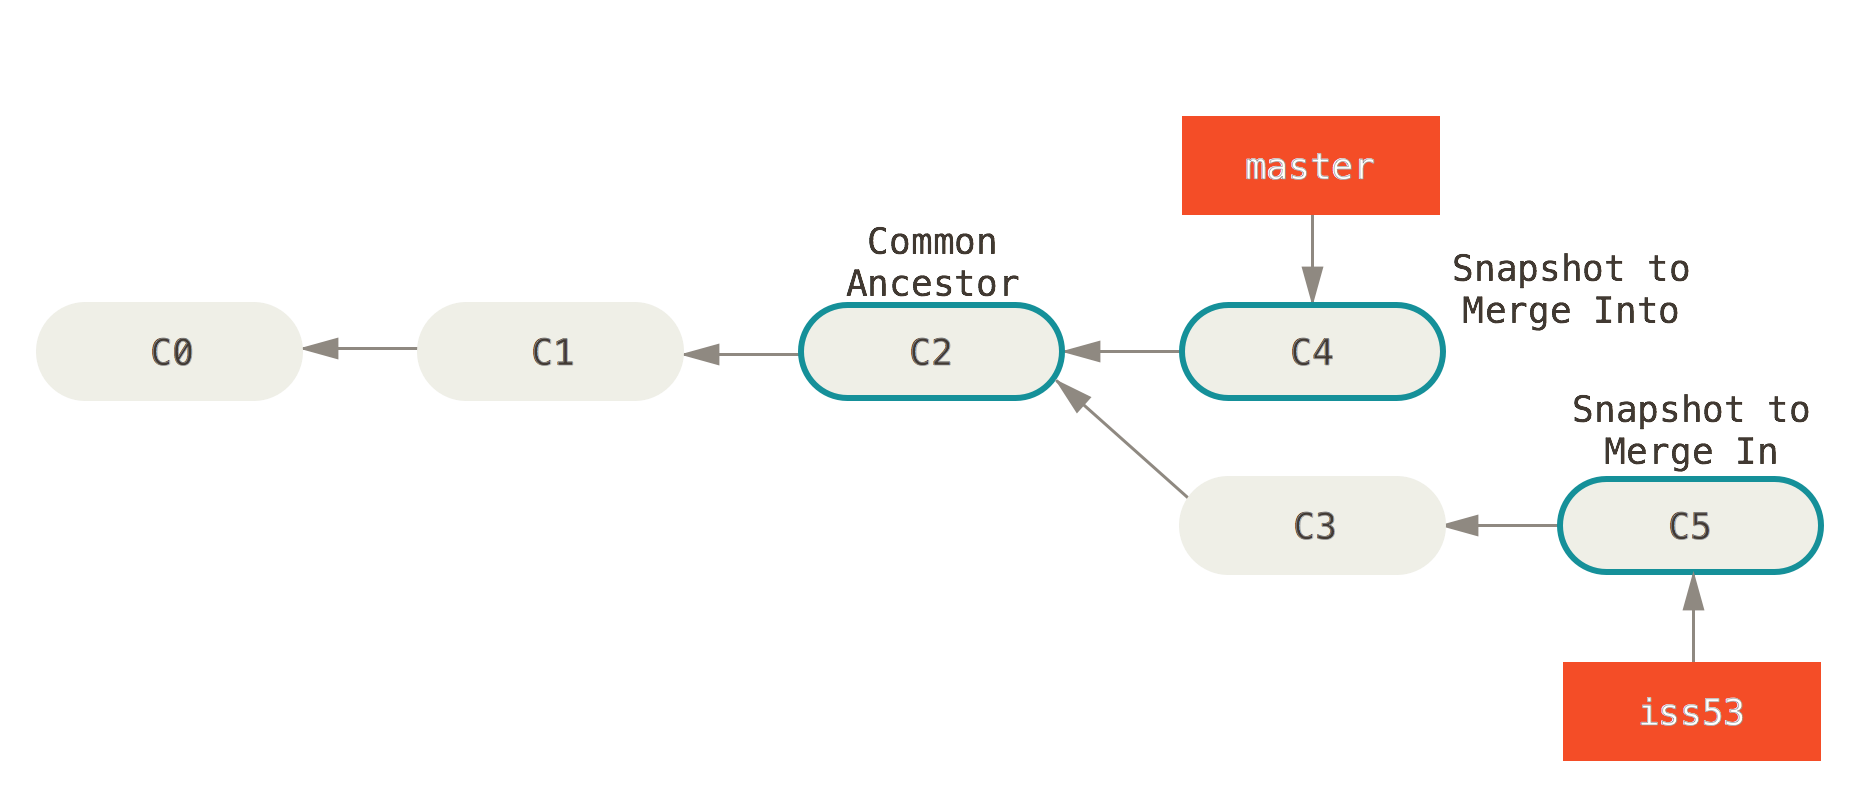 master
Common
Ancestor
Snapshot to
Merge Into
C0
C1
C2
C4
Snapshot to
Merge In
C3
C5
iss53